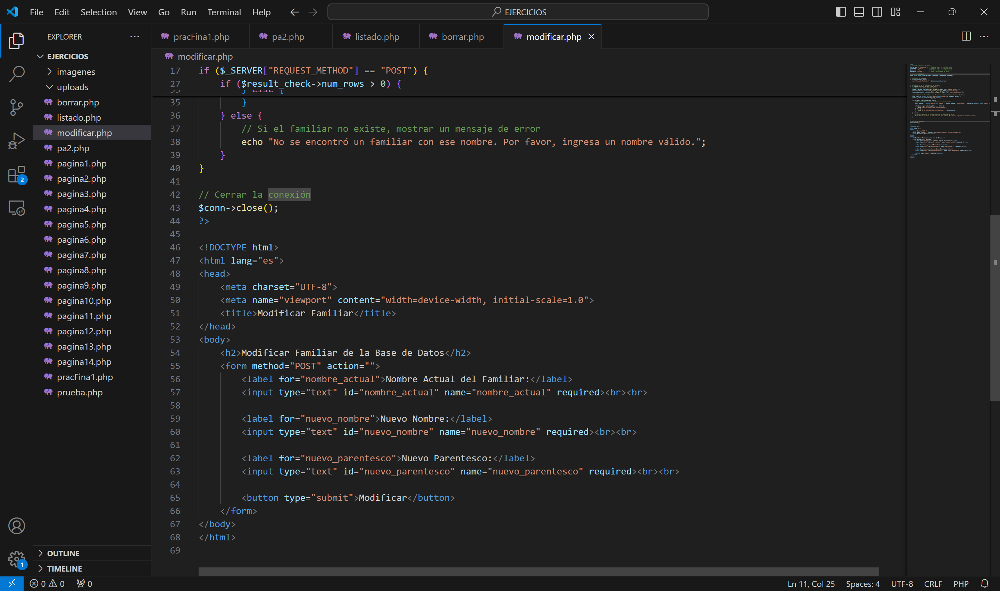 File Edit Selection View Go Run Terminal Help
EJERCICIOS
EXPLORER
pracFina1.php
pa2.php
listado.php
borrar.php
modificar.php
EJERCICIOS
imagenes
uploads
borrar.php
listado.php
modificar.php
pa2.php
pagina1.php
pagina2.php
pagina3.php
pagina4.php
pagina5.php
pagina6.php
pagina7.php
pagina8.php
pagina9.php
pagina10.php
pagina11.php
pagina12.php
pagina13.php
pagina14.php
pracFina1.php
prueba.php
OUTLINE
TIMELINE
2
1
modificar.php
17 if ($_SERVER["REQUEST_METHOD"] == "POST") {
27 if ($result_check->num_rows > 0) {
33 } else {
35 }
36 } else {
37 // Si el familiar no existe, mostrar un mensaje de error
38 echo "No se encontró un familiar con ese nombre. Por favor, ingresa un nombre válido.";
39 }
40 }
41
42 // Cerrar la conexión
43 $conn->close();
44 ?>
45
46 <!DOCTYPE html>
47 <html lang="es">
48 <head>
49 <meta charset="UTF-8">
50 <meta name="viewport" content="width=device-width, initial-scale=1.0">
51 <title>Modificar Familiar</title>
52 </head>
53 <body>
54 <h2>Modificar Familiar de la Base de Datos</h2>
55 <form method="POST" action="">
56 <label for="nombre_actual">Nombre Actual del Familiar:</label>
57 <input type="text" id="nombre_actual" name="nombre_actual" required><br><br>
58
59 <label for="nuevo_nombre">Nuevo Nombre:</label>
60 <input type="text" id="nuevo_nombre" name="nuevo_nombre" required><br><br>
61
62 <label for="nuevo_parentesco">Nuevo Parentesco:</label>
63 <input type="text" id="nuevo_parentesco" name="nuevo_parentesco" required><br><br>
64
65 <button type="submit">Modificar</button>
66 </form>
67 </body>
68 </html>
69
0 0 0
Ln 11, Col 25 Spaces: 4 UTF-8 CRLF PHP